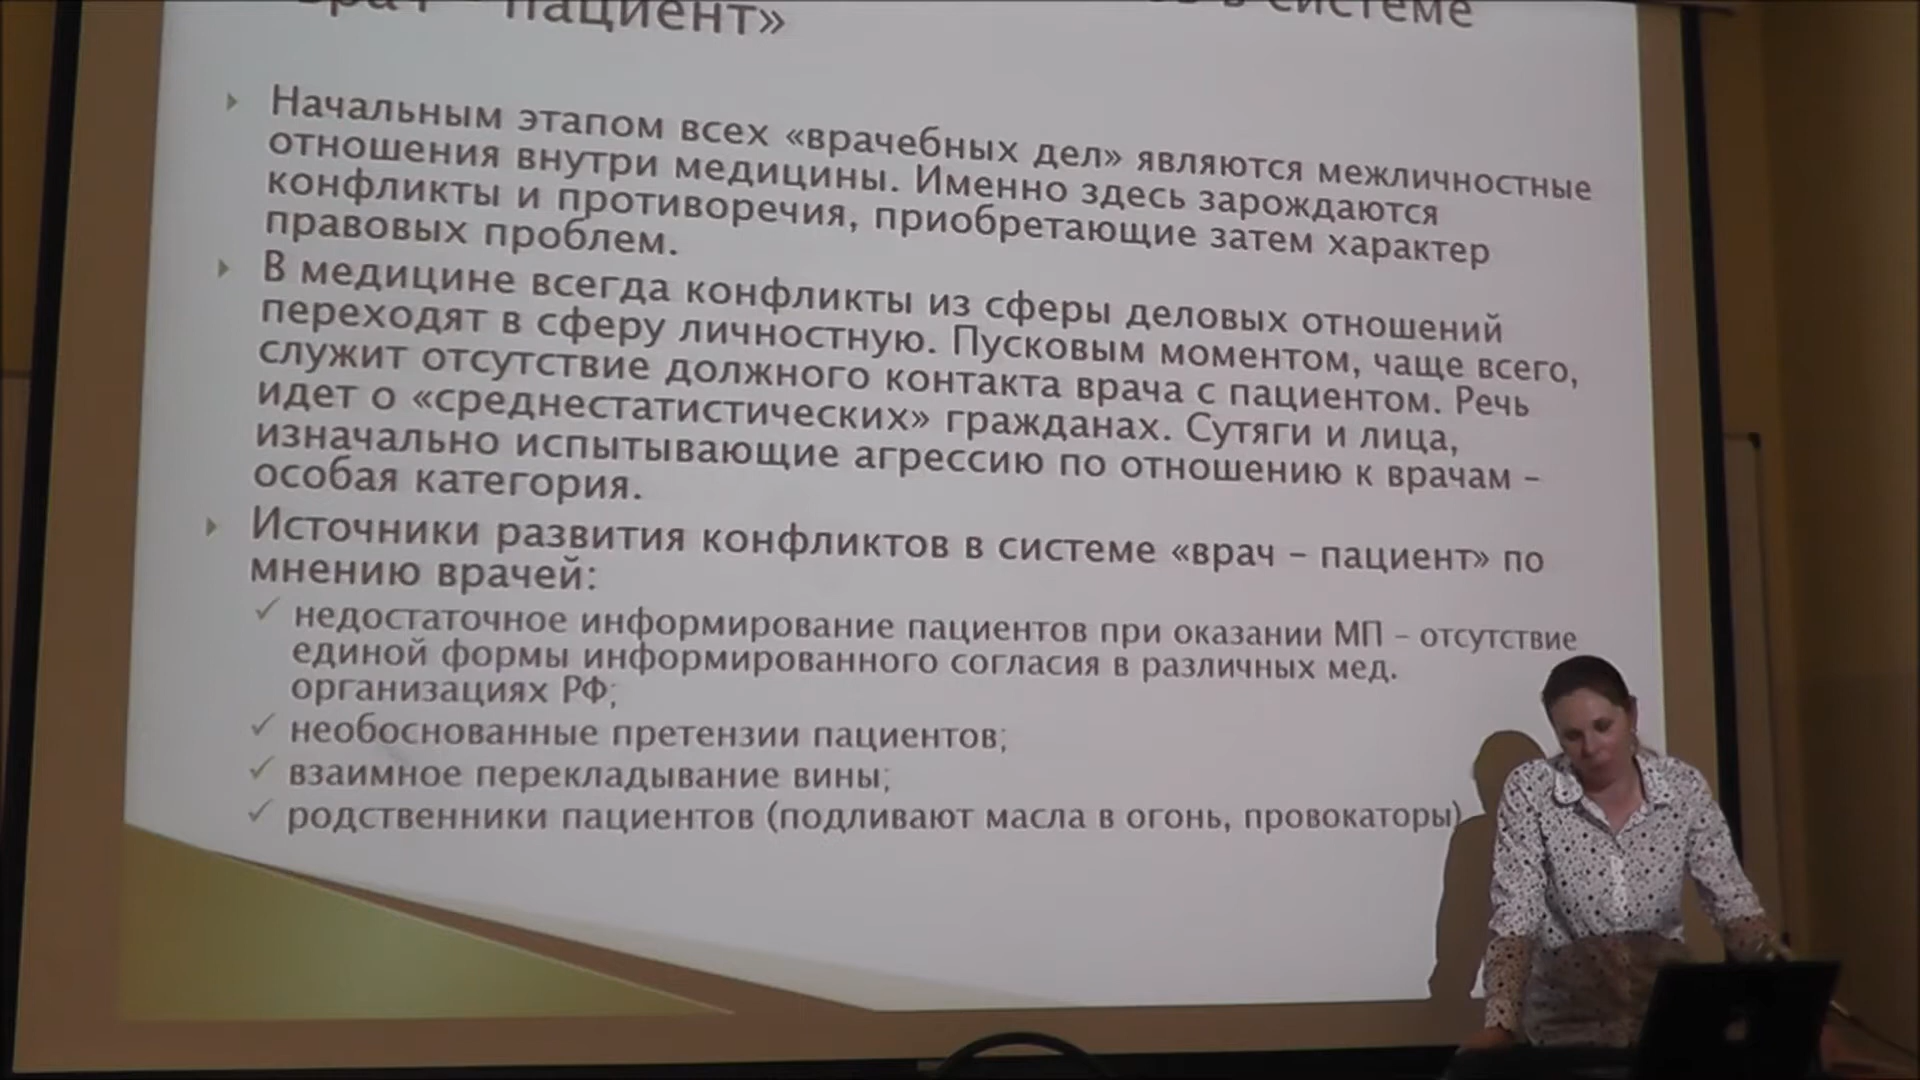 в системе
врач – пациент»
Начальным этапом всех «врачебных дел» являются межличностные
отношения внутри медицины. Именно здесь зарождаются
конфликты и противоречия, приобретающие затем характер
правовых проблем.
В медицине всегда конфликты из сферы деловых отношений
переходят в сферу личностную. Пусковым моментом, чаще всего,
служит отсутствие должного контакта врача с пациентом. Речь
идет о «среднестатистических» гражданах. Сутяги и лица,
изначально испытывающие агрессию по отношению к врачам –
особая категория.
Источники развития конфликтов в системе «врач – пациент» по
мнению врачей:
недостаточное информирование пациентов при оказании МП – отсутствие
единой формы информированного согласия в различных мед.
организациях РФ;
необоснованные претензии пациентов;
взаимное перекладывание вины;
родственники пациентов (подливают масла в огонь, провокаторы)